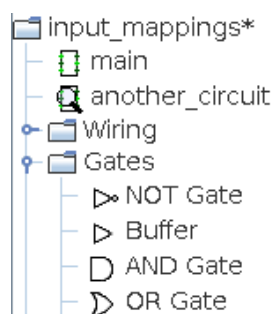 input_mappings*
main
another_circuit
Wiring
Gates
NOT Gate
Buffer
AND Gate
OR Gate